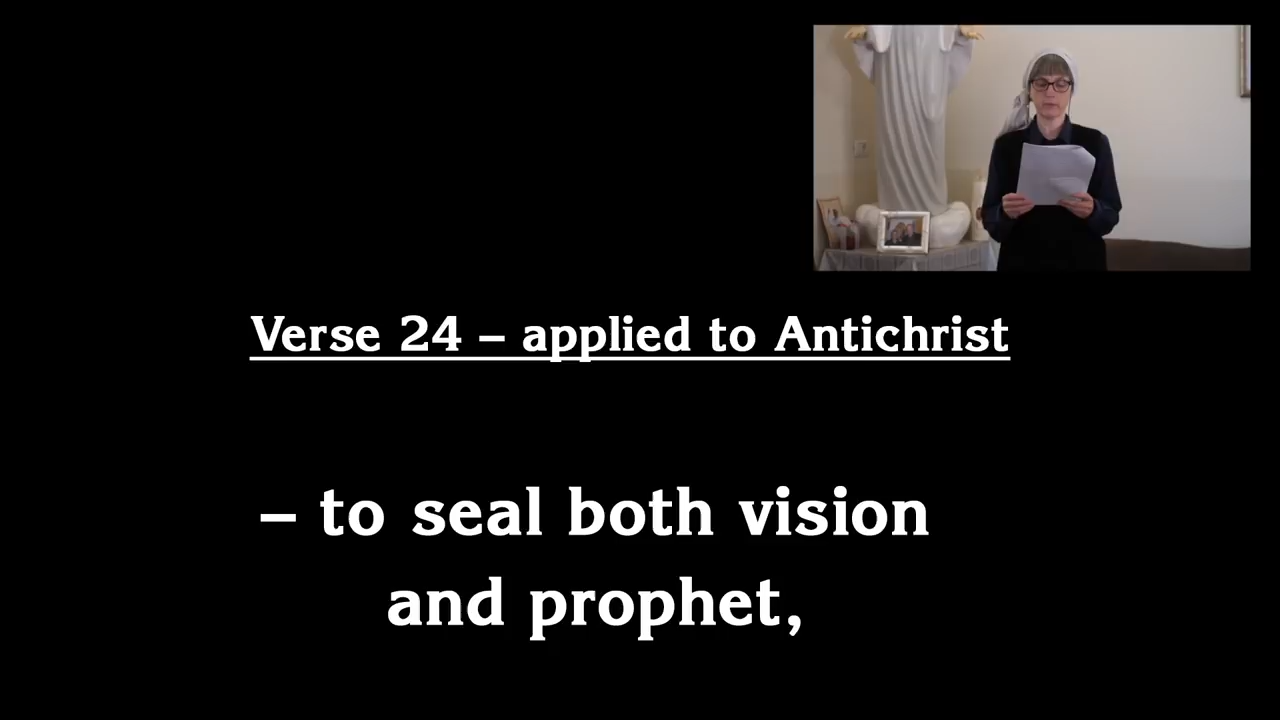 Verse 24 – applied to Antichrist
– to seal both vision
and prophet,